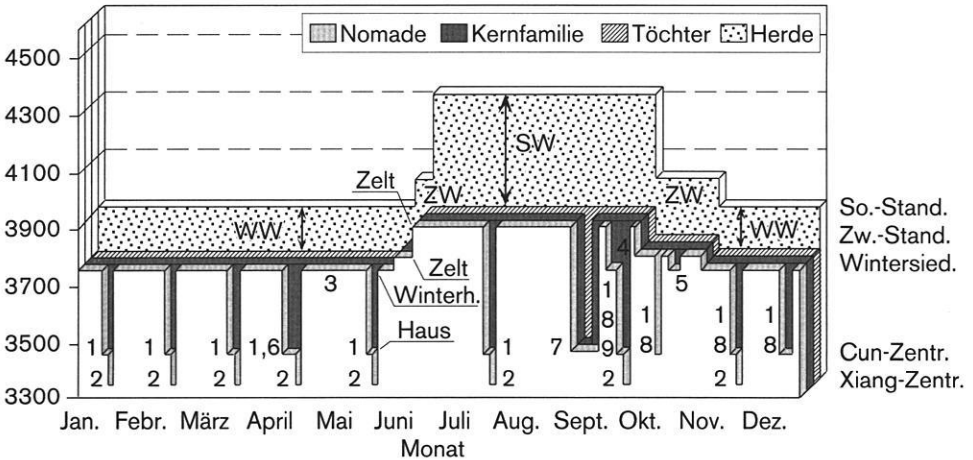 Nomade Kernfamilie Töchter Herde
4500
4300
4100
3900
3700
3500
3300
SW
Zelt
ZW
ZW
WW
WW
So.-Stand.
Zw.-Stand.
Wintersied.
4
Zelt
3
Winterh.
5
1
8
9
2
1
8
1
8
2
1
8
Haus
1
2
1
2
1
2
1,6
2
1
2
1
2
7
Cun-Zentr.
Xiang-Zentr.
Jan. Febr. März April Mai Juni Juli Aug. Sept. Okt. Nov. Dez.
Monat